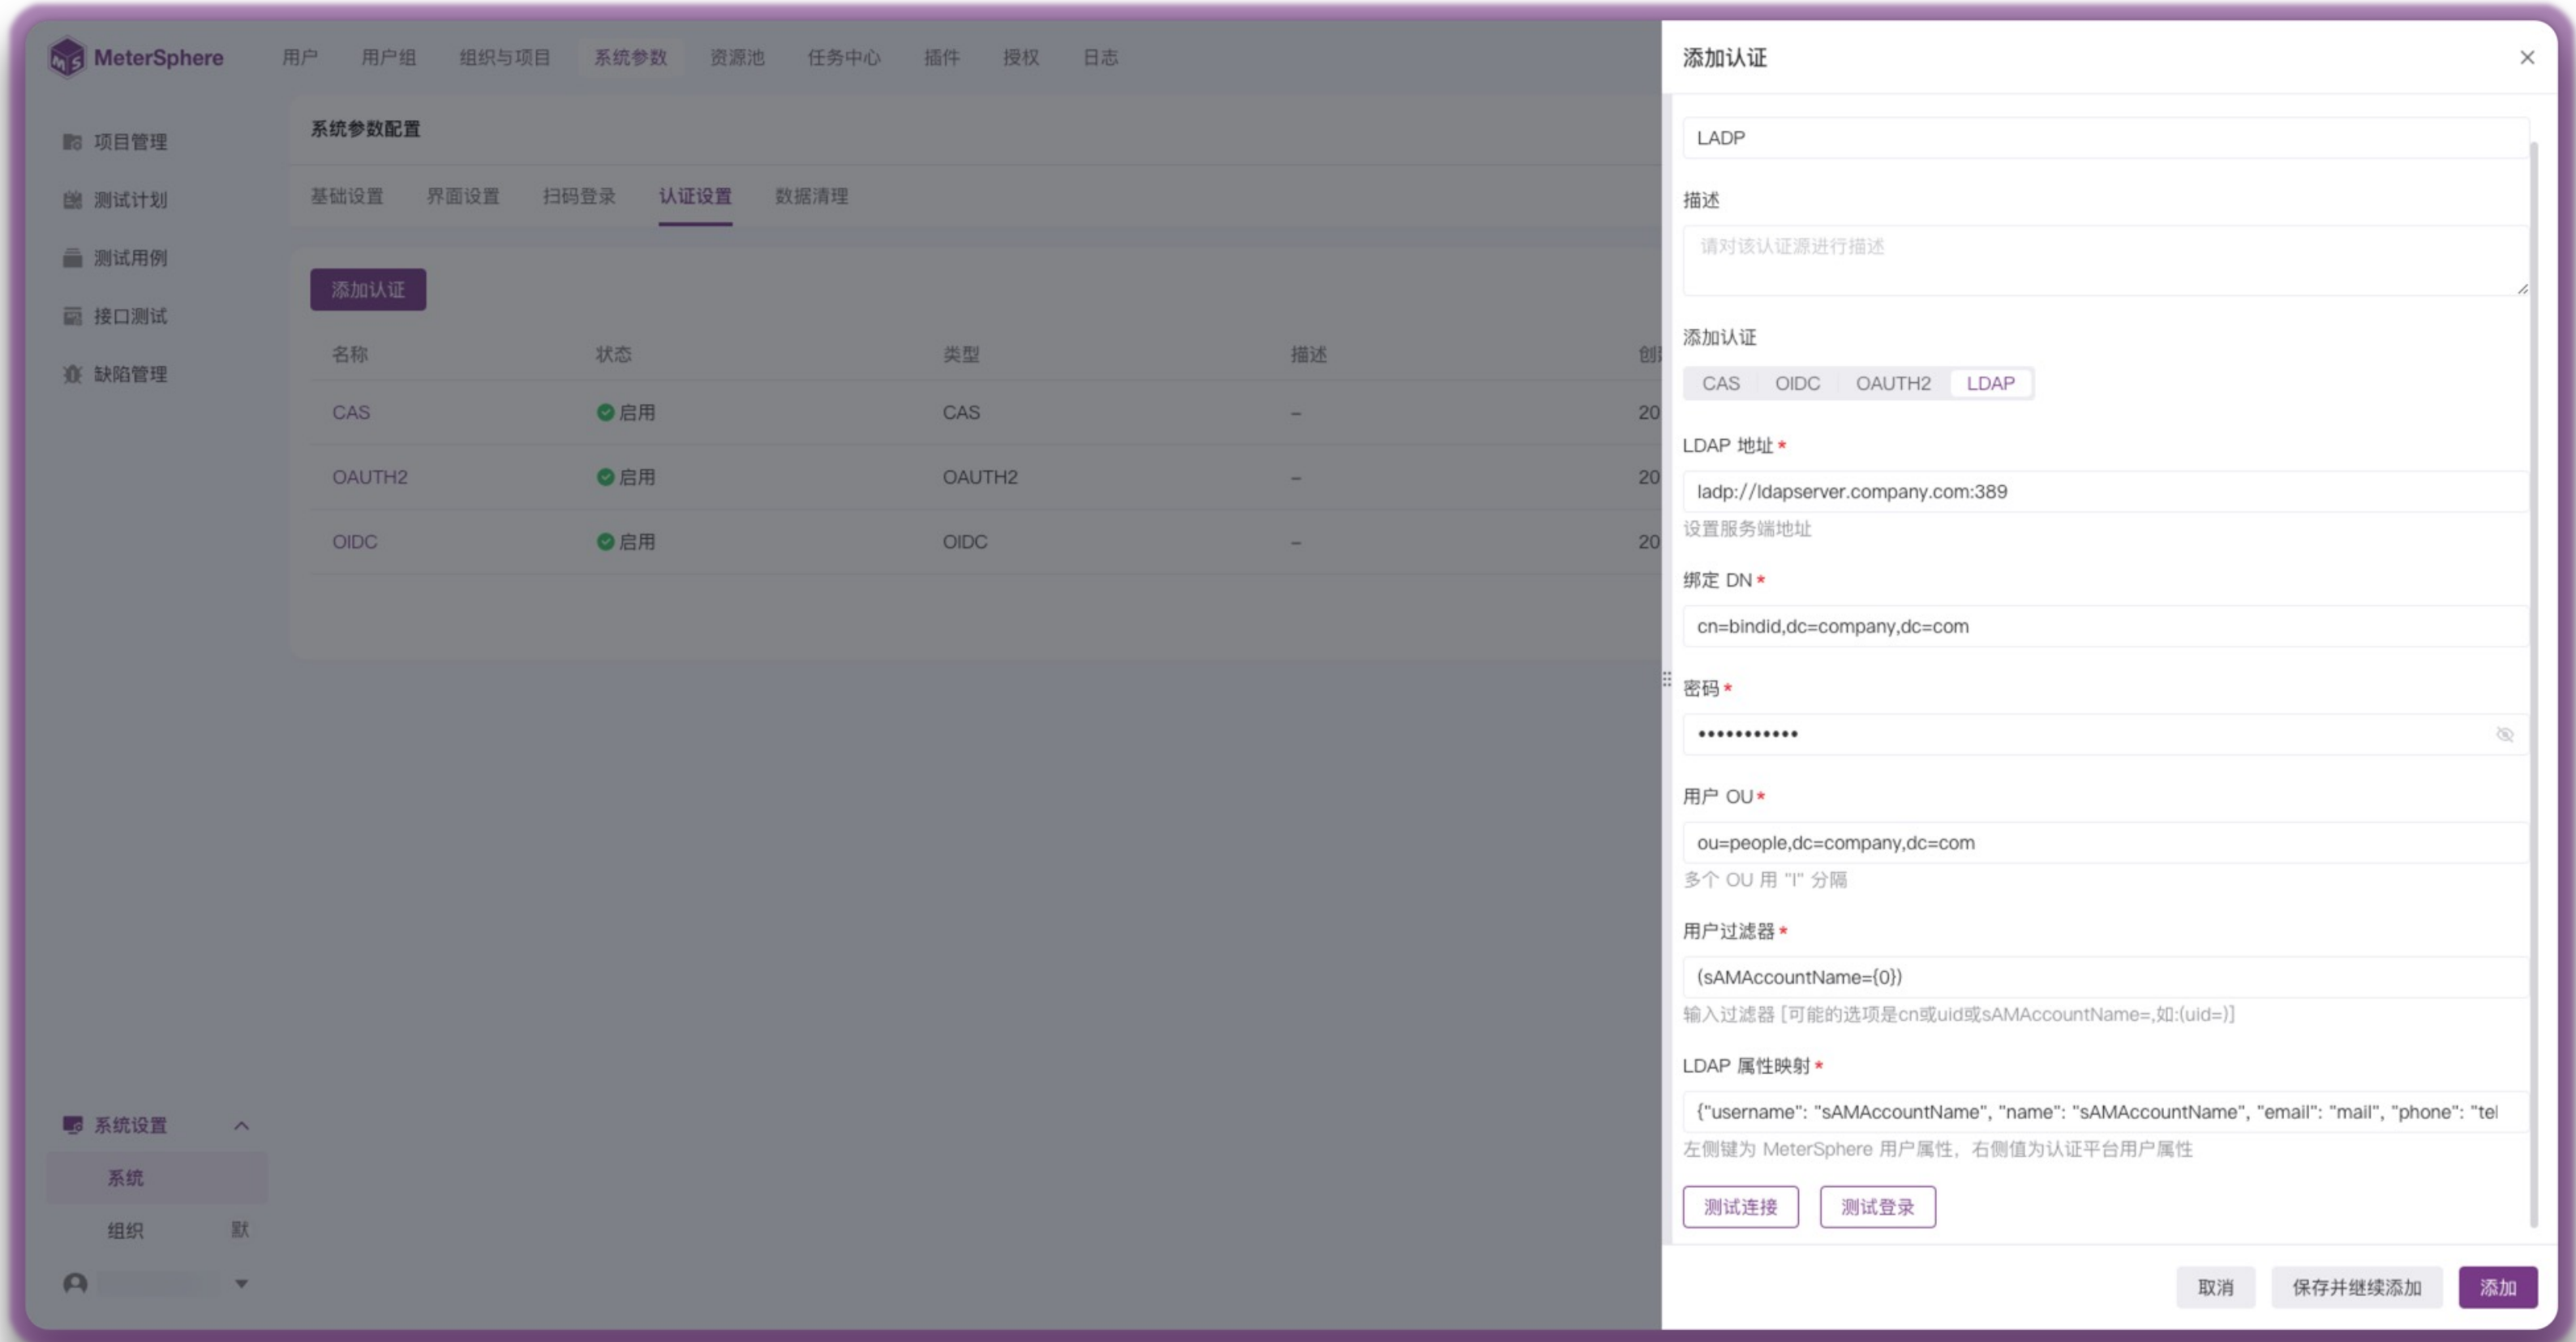 MeterSphere
用户 用户组 组织与项目 系统参数 资源池 任务中心 插件 授权 日志
项目管理
测试计划
测试用例
接口测试
缺陷管理
系统设置
系统
组织 默
系统参数配置
基础设置 界面设置 扫码登录 认证设置 数据清理
添加认证
名称 状态 类型 描述
CAS 启用 CAS – 20
OAUTH2 启用 OAUTH2 – 20
OIDC 启用 OIDC – 20
添加认证
LADP
描述
请对该认证源进行描述
添加认证
CAS OIDC OAUTH2 LDAP
LDAP 地址*
ladp://ldapserver.company.com:389
设置服务端地址
绑定 DN*
cn=bindid,dc=company,dc=com
密码*
•••••••••••
用户 OU*
ou=people,dc=company,dc=com
多个 OU 用 "|" 分隔
用户过滤器*
(sAMAccountName={0})
输入过滤器 [可能的选项是cn或uid或sAMAccountName=,如:(uid=)]
LDAP 属性映射*
{"username": "sAMAccountName", "name": "sAMAccountName", "email": "mail", "phone": "tel
左侧键为 MeterSphere 用户属性，右侧值为认证平台用户属性
测试连接 测试登录
取消 保存并继续添加 添加